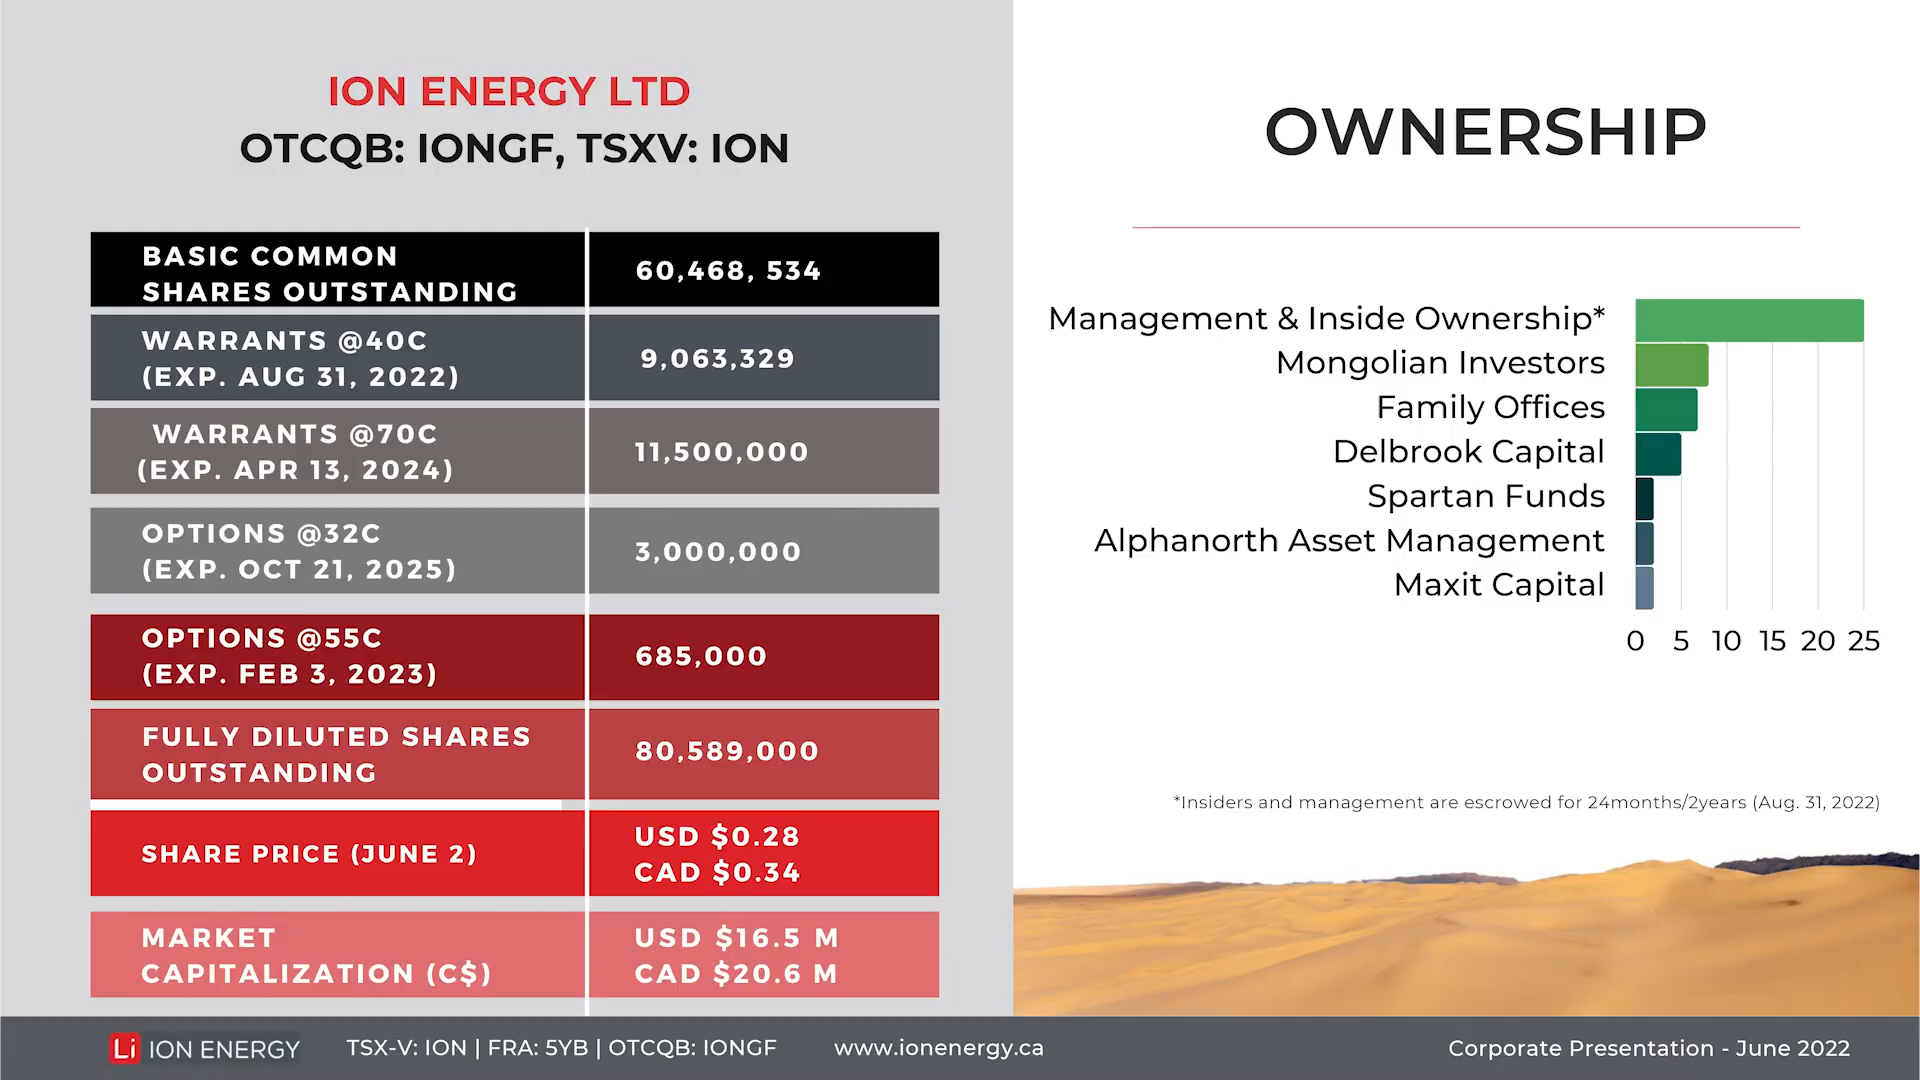 ION ENERGY LTD
OTCQB: IONGF, TSXV: ION
BASIC COMMON
SHARES OUTSTANDING
60,468, 534
WARRANTS @40C
(EXP. AUG 31, 2022)
9,063,329
WARRANTS @70C
(EXP. APR 13, 2024)
11,500,000
OPTIONS @32C
(EXP. OCT 21, 2025)
3,000,000
OPTIONS @55C
(EXP. FEB 3, 2023)
685,000
FULLY DILUTED SHARES
OUTSTANDING
80,589,000
SHARE PRICE (JUNE 2)
USD $0.28
CAD $0.34
MARKET
CAPITALIZATION (C$)
USD $16.5 M
CAD $20.6 M
OWNERSHIP
Management & Inside Ownership*
Mongolian Investors
Family Offices
Delbrook Capital
Spartan Funds
Alphanorth Asset Management
Maxit Capital
0 5 10 15 20 25
*Insiders and management are escrowed for 24months/2years (Aug. 31, 2022)
Li ION ENERGY
TSX-V: ION | FRA: 5YB | OTCQB: IONGF
www.ionenergy.ca
Corporate Presentation - June 2022